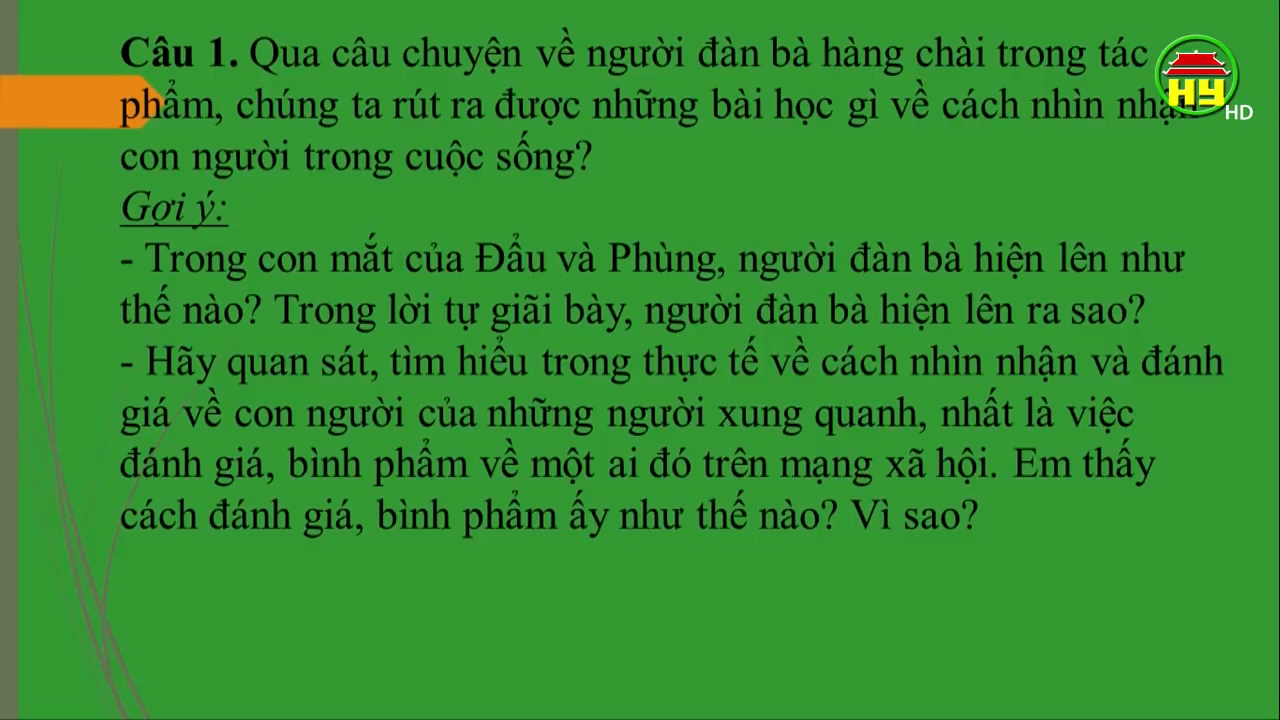 Câu 1. Qua câu chuyện về người đàn bà hàng chài trong tác
phẩm, chúng ta rút ra được những bài học gì về cách nhìn nhận
con người trong cuộc sống?
Gợi ý:
- Trong con mắt của Đẩu và Phùng, người đàn bà hiện lên như
thế nào? Trong lời tự giãi bày, người đàn bà hiện lên ra sao?
- Hãy quan sát, tìm hiểu trong thực tế về cách nhìn nhận và đánh
giá về con người của những người xung quanh, nhất là việc
đánh giá, bình phẩm về một ai đó trên mạng xã hội. Em thấy
cách đánh giá, bình phẩm ấy như thế nào? Vì sao?
HY
HD